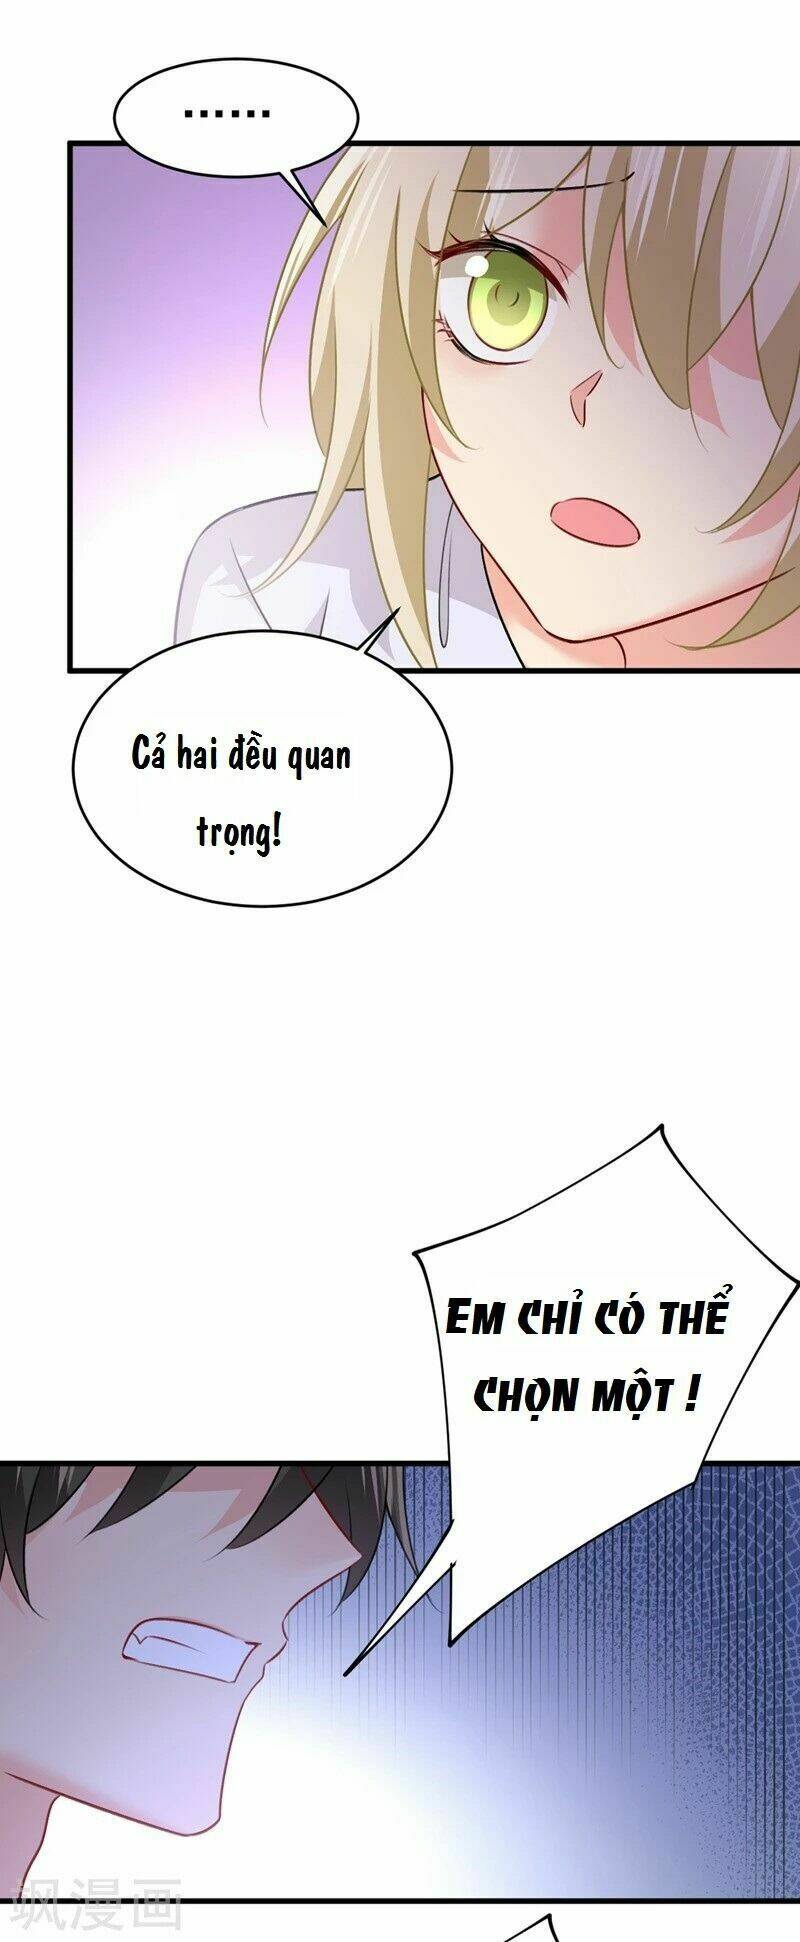 ......
Cả hai đều quan
trọng!
EM CHỈ CÓ THỂ
CHỌN MỘT !
飒漫画